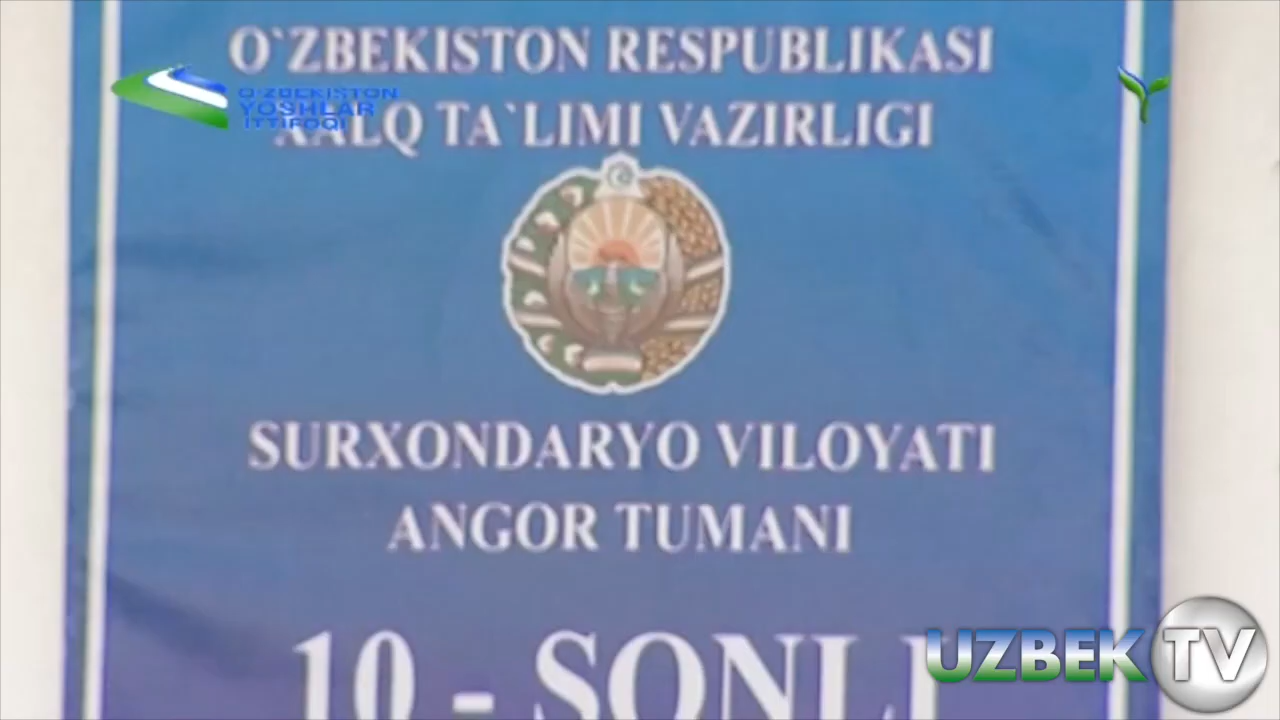 O`ZBEKISTON RESPUBLIKASI
O'ZBEKISTON
YOSHLAR
ITTIFOQI
XALQ TA`LIMI VAZIRLIGI
SURXONDARYO VILOYATI
ANGOR TUMANI
10 - SONLI
UZBEK TV